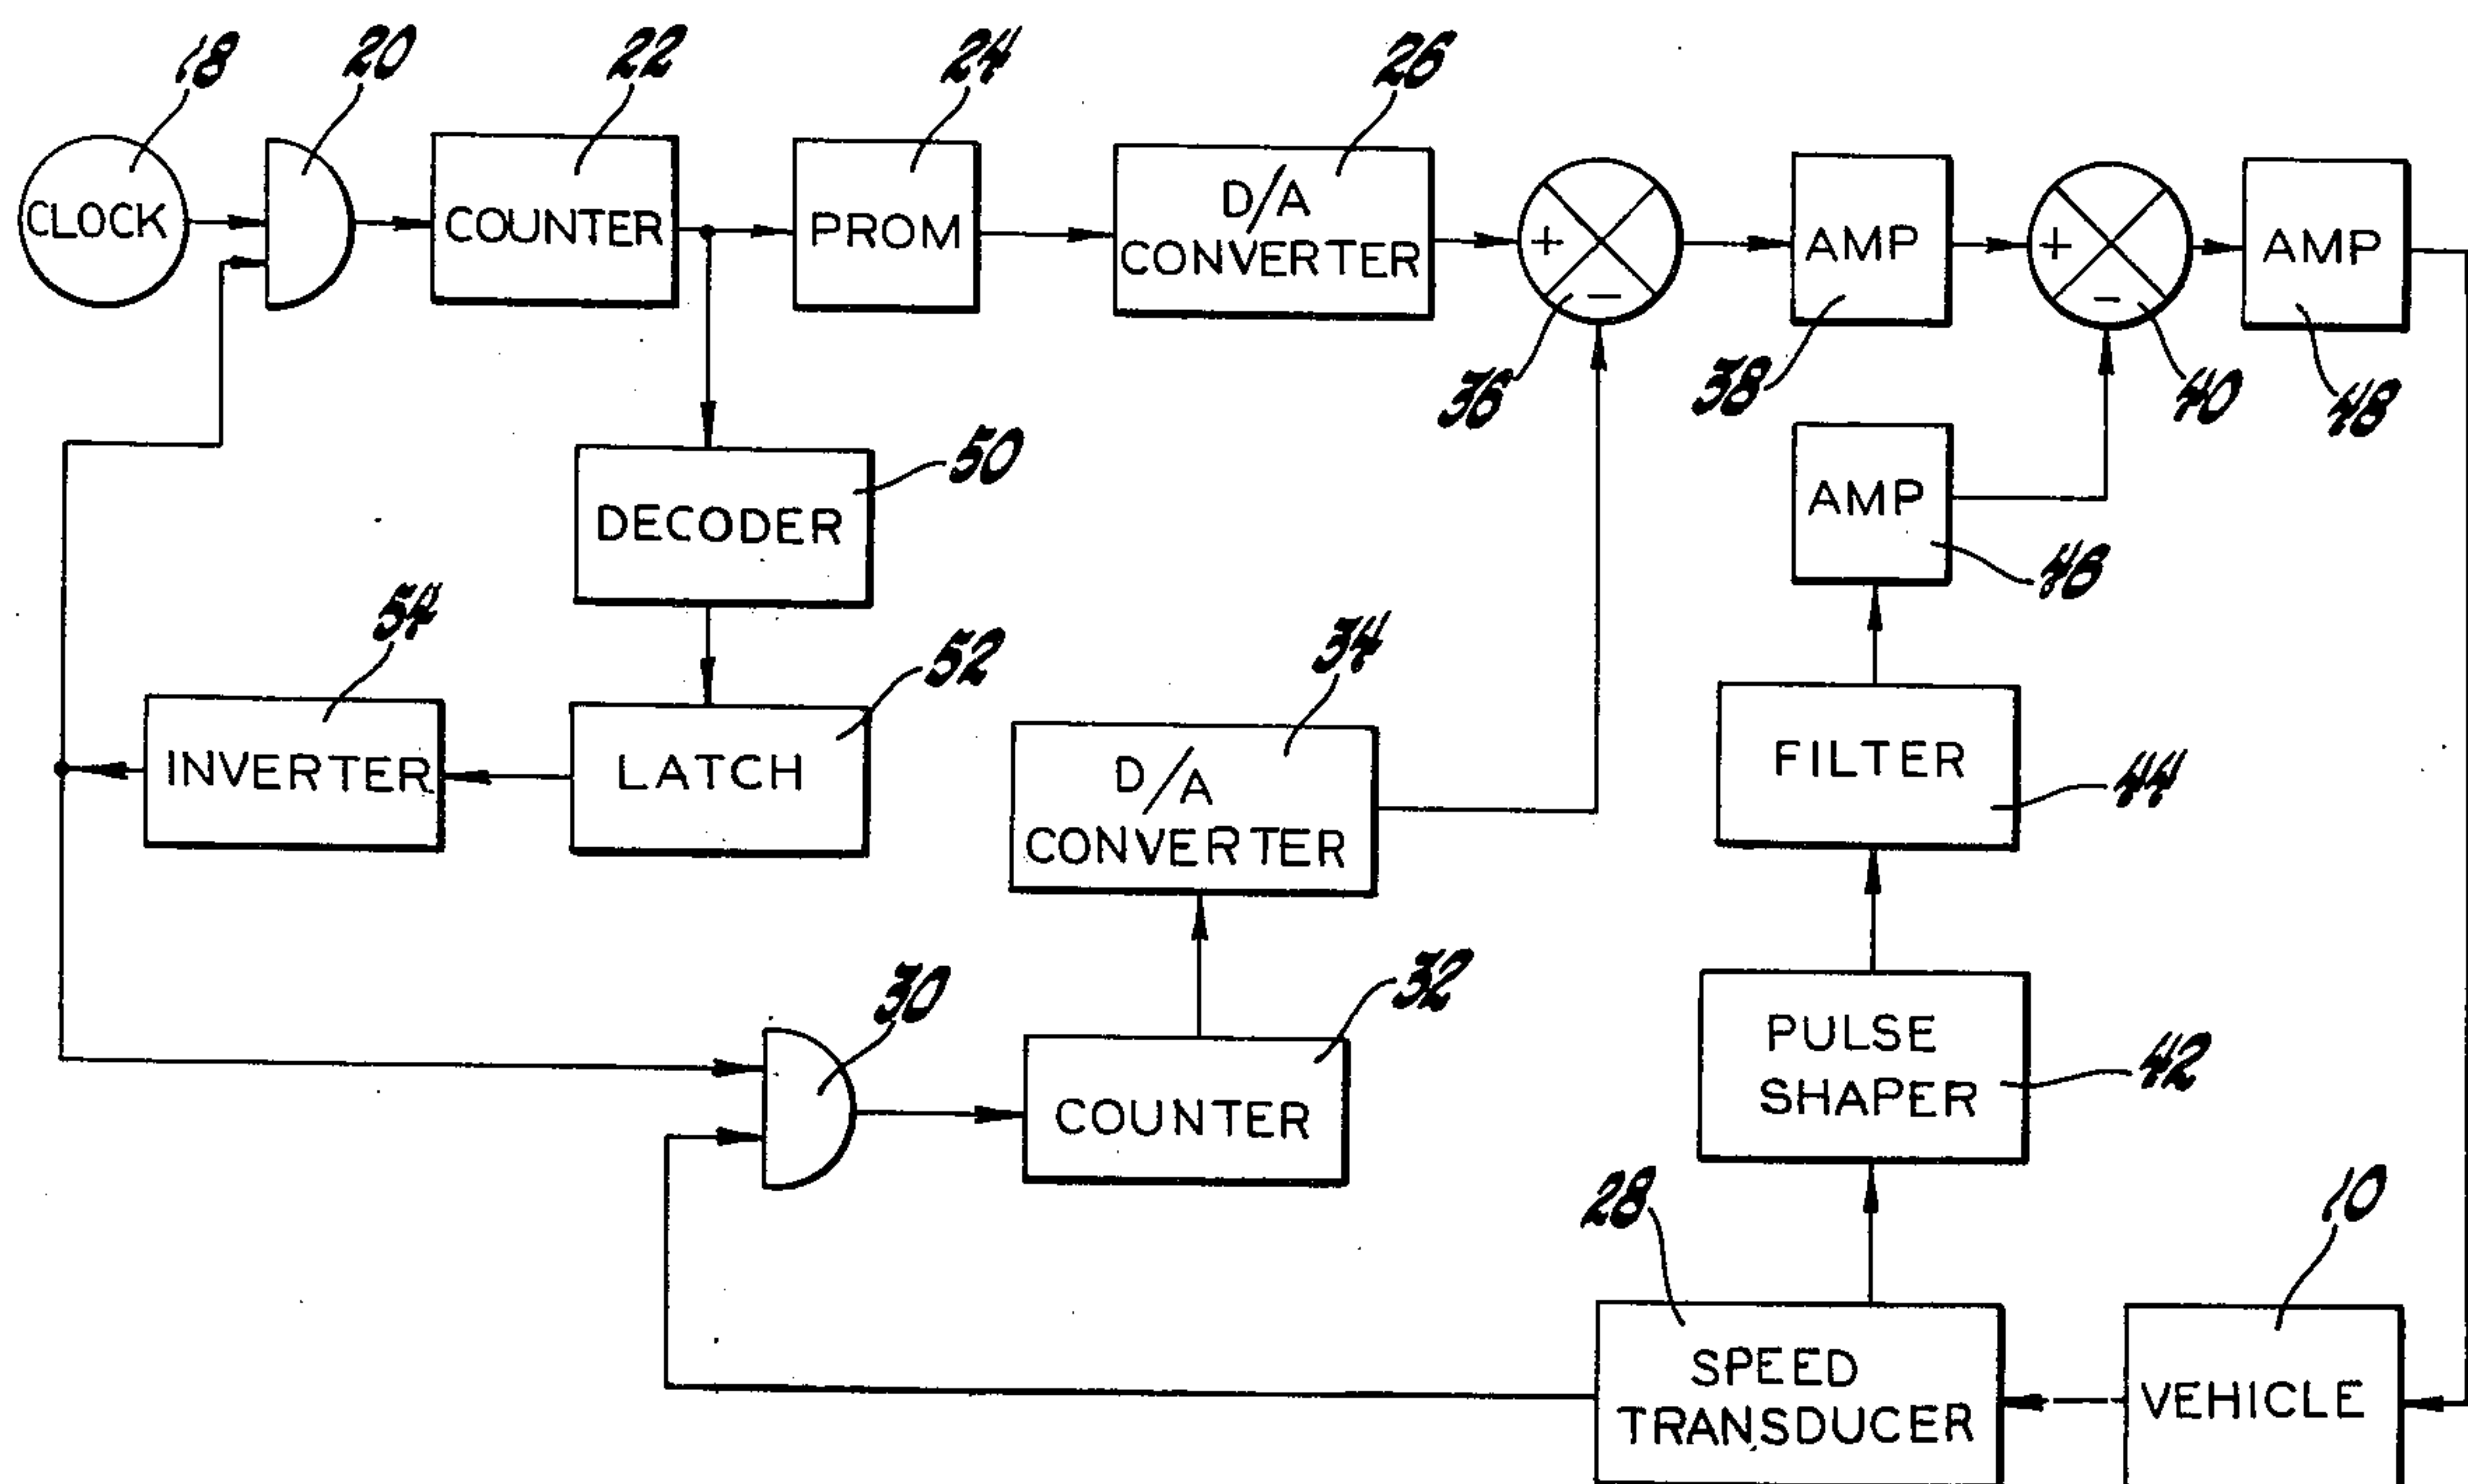 18
20
22
24
26
CLOCK
COUNTER
PROM
D/A
CONVERTER
+
−
AMP
+
−
AMP
36
38
40
48
50
DECODER
AMP
48
54
52
34
INVERTER
LATCH
D/A
CONVERTER
FILTER
44
30
32
COUNTER
PULSE
SHAPER
42
28
10
SPEED
TRANSDUCER
VEHICLE